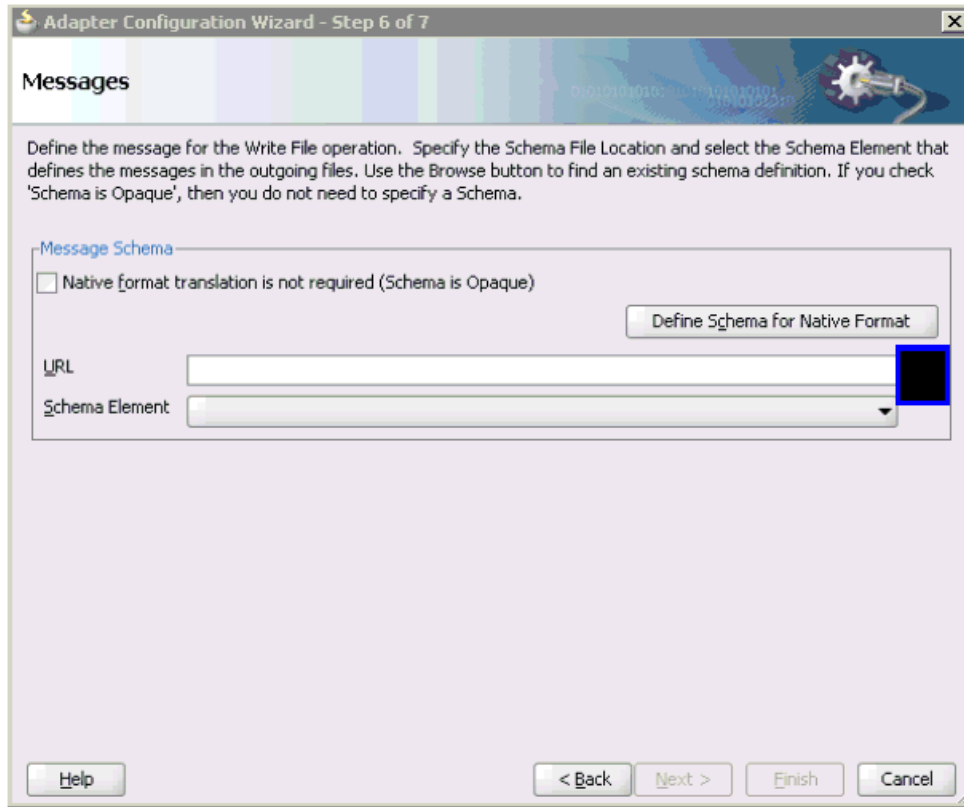 Adapter Configuration Wizard - Step 6 of 7
Messages
Define the message for the Write File operation. Specify the Schema File Location and select the Schema Element that
defines the messages in the outgoing files. Use the Browse button to find an existing schema definition. If you check
'Schema is Opaque', then you do not need to specify a Schema.
Message Schema
Native format translation is not required (Schema is Opaque)
Define Schema for Native Format
URL
Schema Element
Help
< Back
Next >
Finish
Cancel